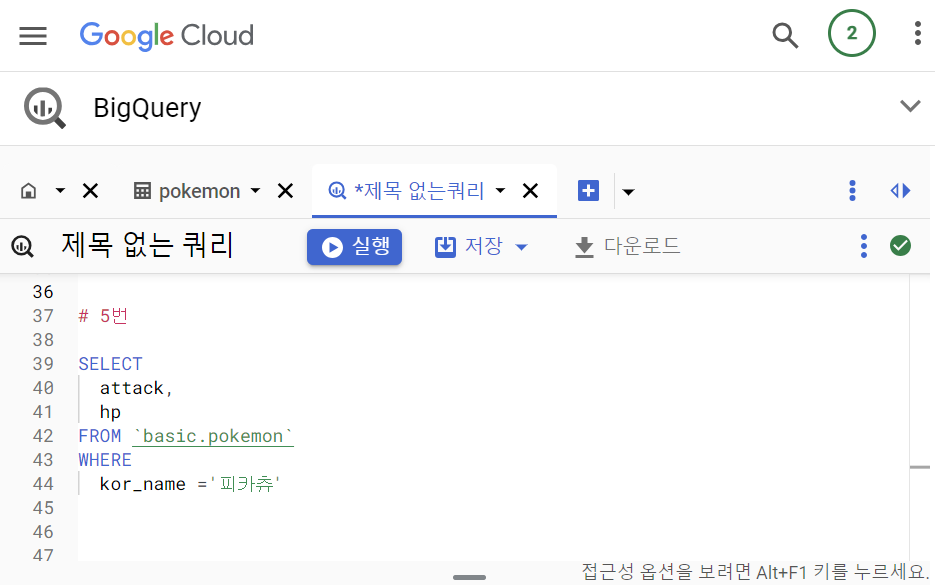 Google Cloud
2
BigQuery
pokemon
*제목 없는쿼리
제목 없는 쿼리
실행
저장
다운로드
36
37 # 5번
38
39 SELECT
40 attack,
41 hp
42 FROM `basic.pokemon`
43 WHERE
44 kor_name ='피카츄'
45
46
47
접근성 옵션을 보려면 Alt+F1 키를 누르세요.